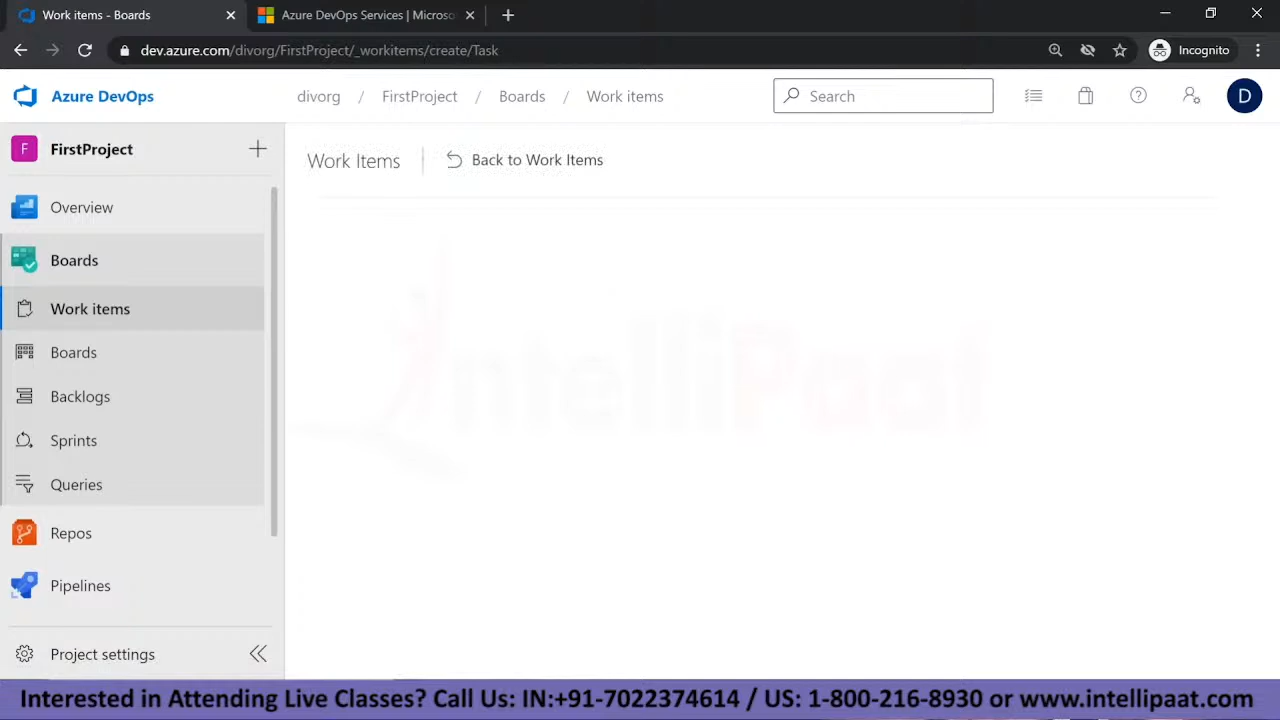 Work items - Boards
Azure DevOps Services | Microso
dev.azure.com/divorg/FirstProject/_workitems/create/Task
Incognito
Azure DevOps
divorg / FirstProject / Boards / Work items
Search
D
F FirstProject
Work Items
Back to Work Items
Overview
Boards
Work items
Boards
Backlogs
Sprints
Queries
Repos
Pipelines
Project settings
IntelliPaat
Interested in Attending Live Classes? Call Us: IN:+91-7022374614 / US: 1-800-216-8930 or www.intellipaat.com